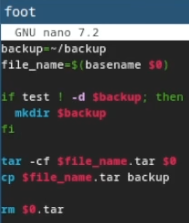 foot
GNU nano 7.2
backup=~/backup
file_name=$(basename $0)
if test ! -d $backup; then
mkdir $backup
fi
tar -cf $file_name.tar $0
cp $file_name.tar backup
rm $0.tar